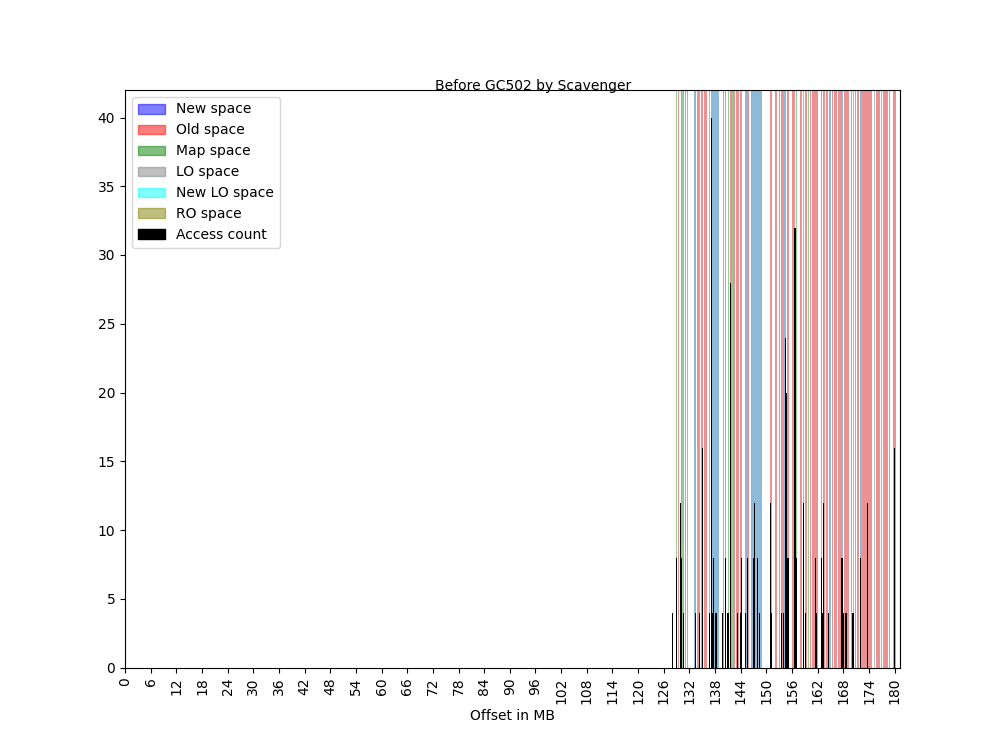 Before GC502 by Scavenger
New space
Old space
Map space
LO space
New LO space
RO space
Access count
40
35
30
25
20
15
10
5
0
0 6 12 18 24 30 36 42 48 54 60 66 72 78 84 90 96 102 108 114 120 126 132 138 144 150 156 162 168 174 180
Offset in MB